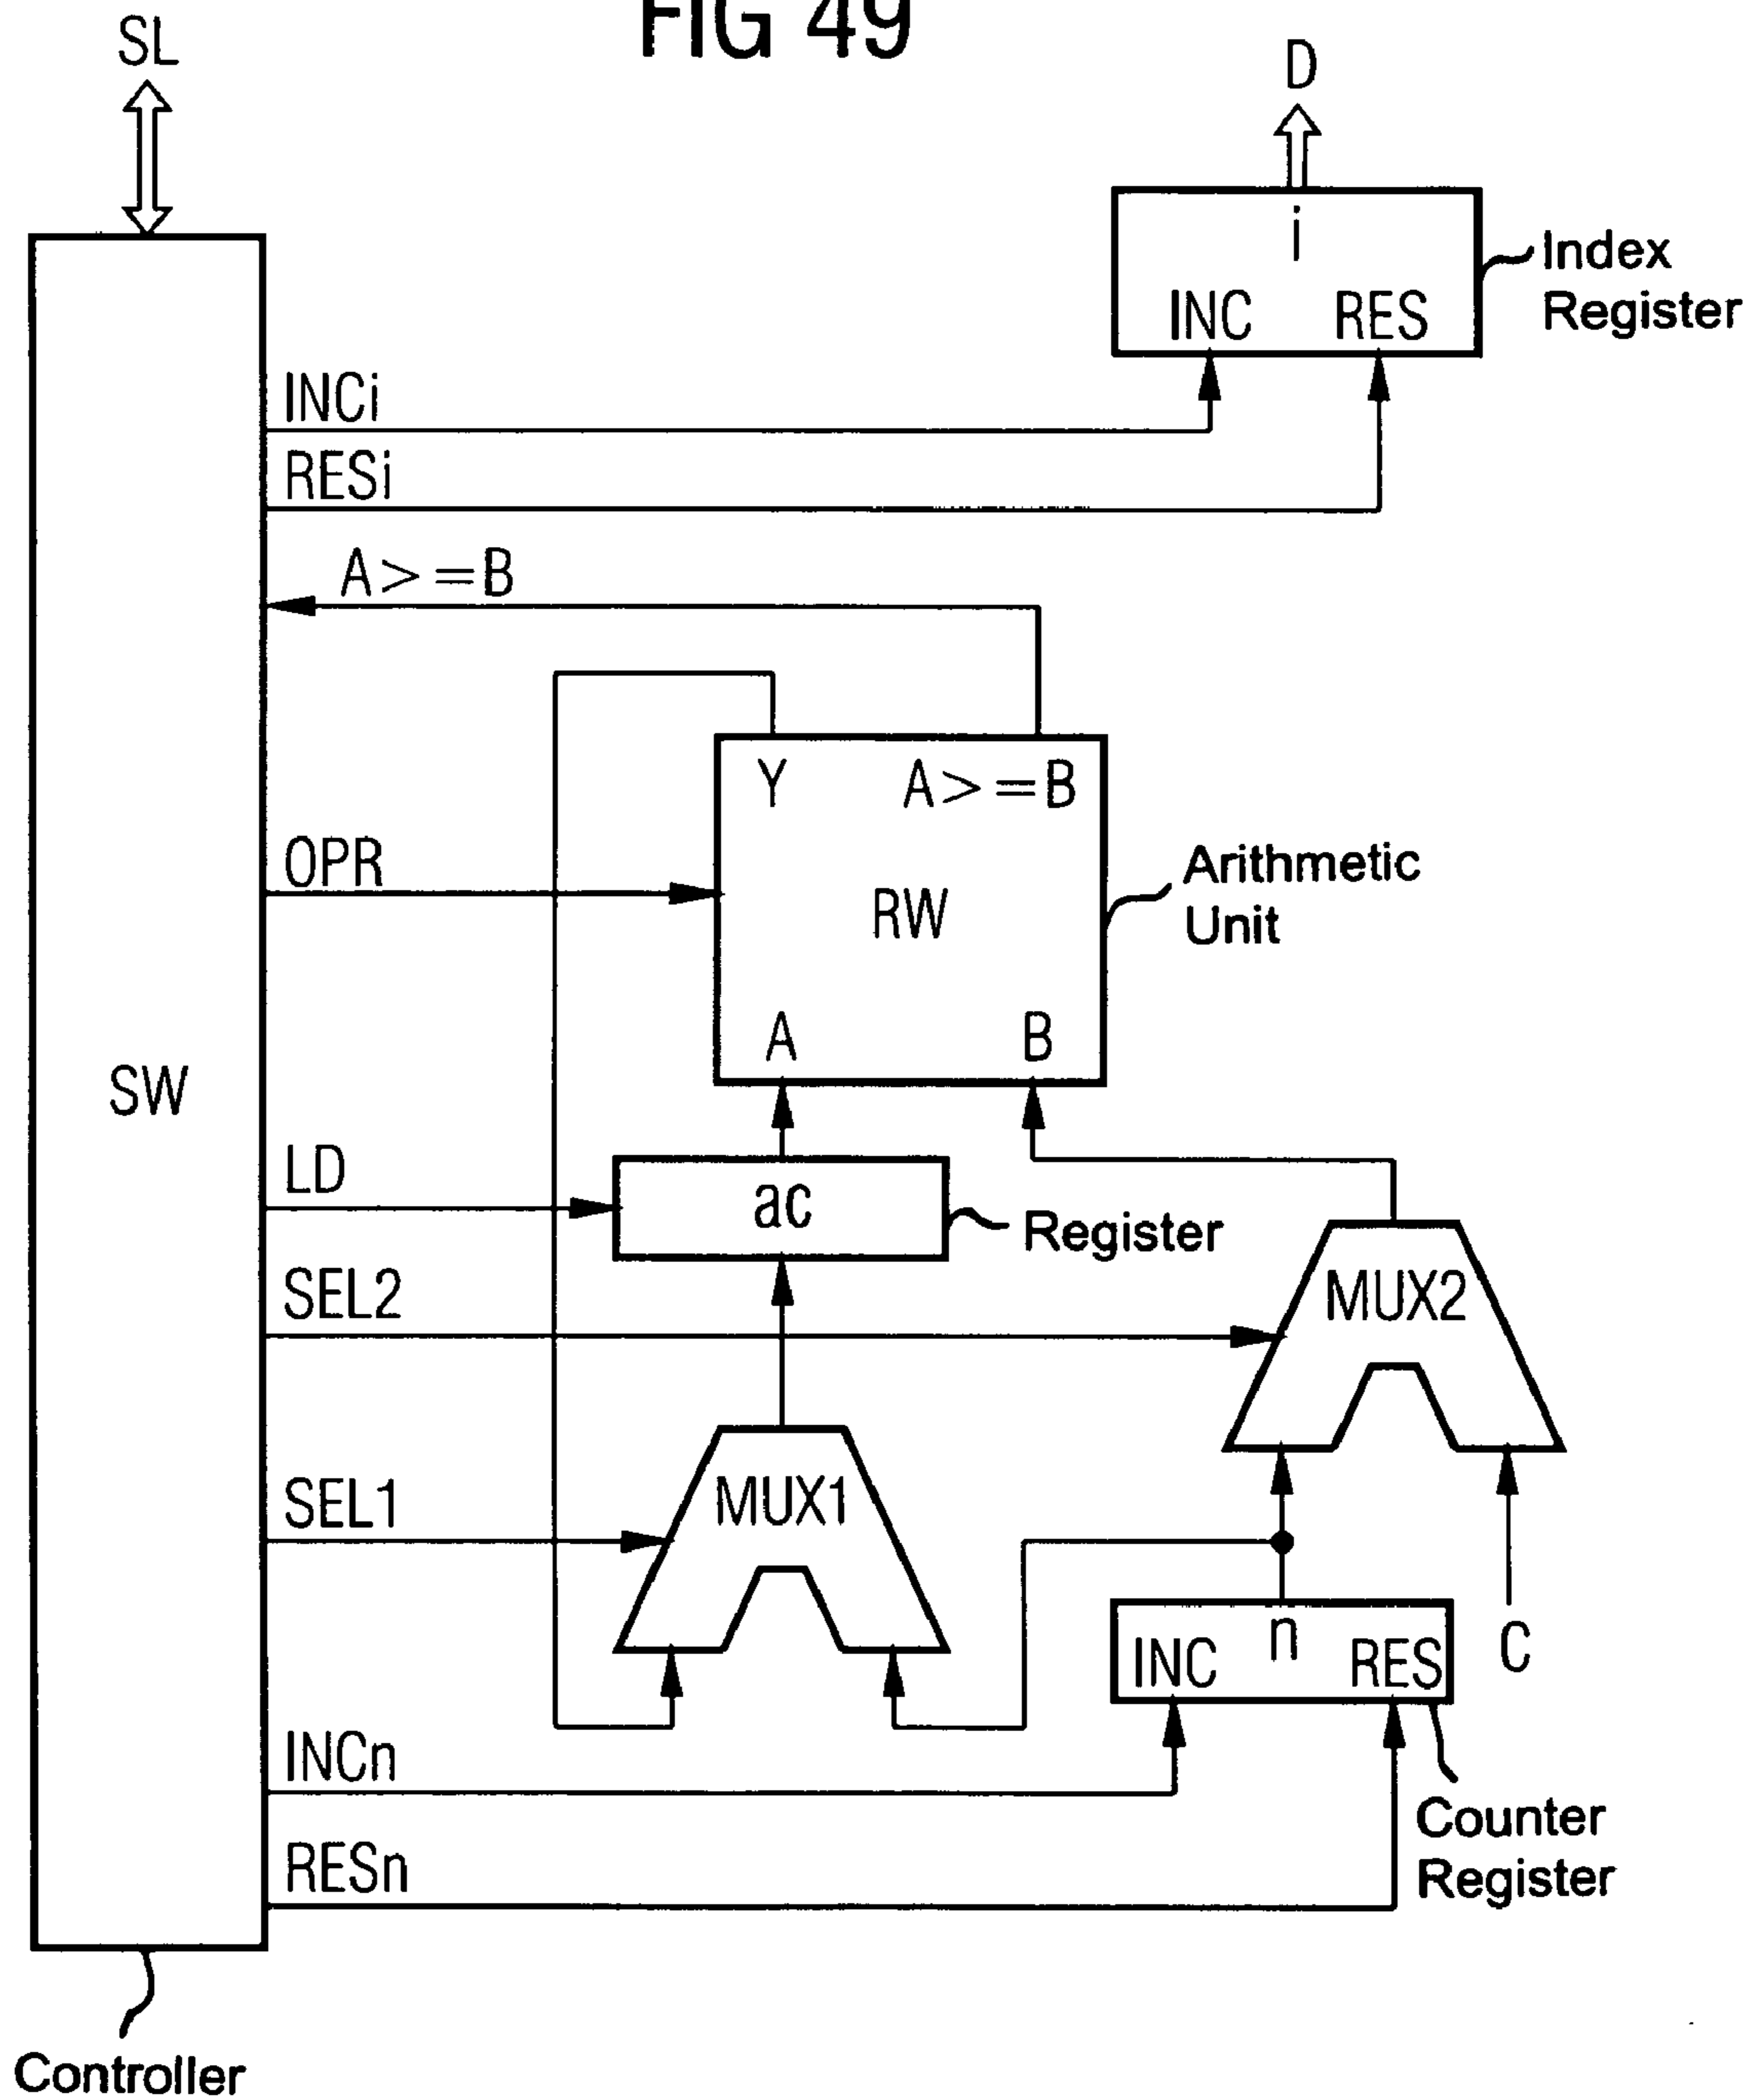 FIG 49
SL
D
i
INC RES
Index
Register
INCi
RESi
A>=B
Y A>=B
OPR
RW
Arithmetic
Unit
A B
SW
LD
ac
Register
SEL2
MUX2
SEL1
MUX1
n
INC RES
C
INCn
Counter
Register
RESn
Controller